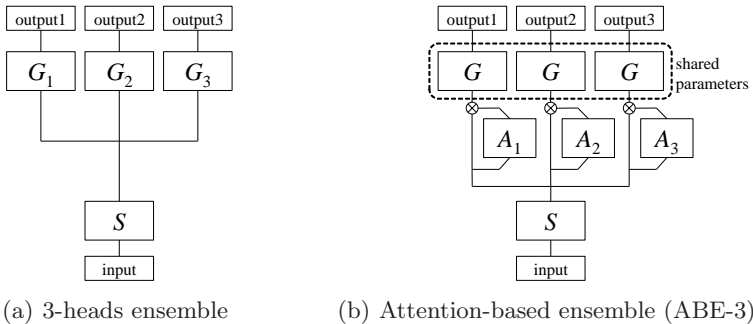 output1 output2 output3
G1 G2 G3
S
input
(a) 3-heads ensemble
output1 output2 output3
G G G
shared
parameters
A1 A2 A3
S
input
(b) Attention-based ensemble (ABE-3)